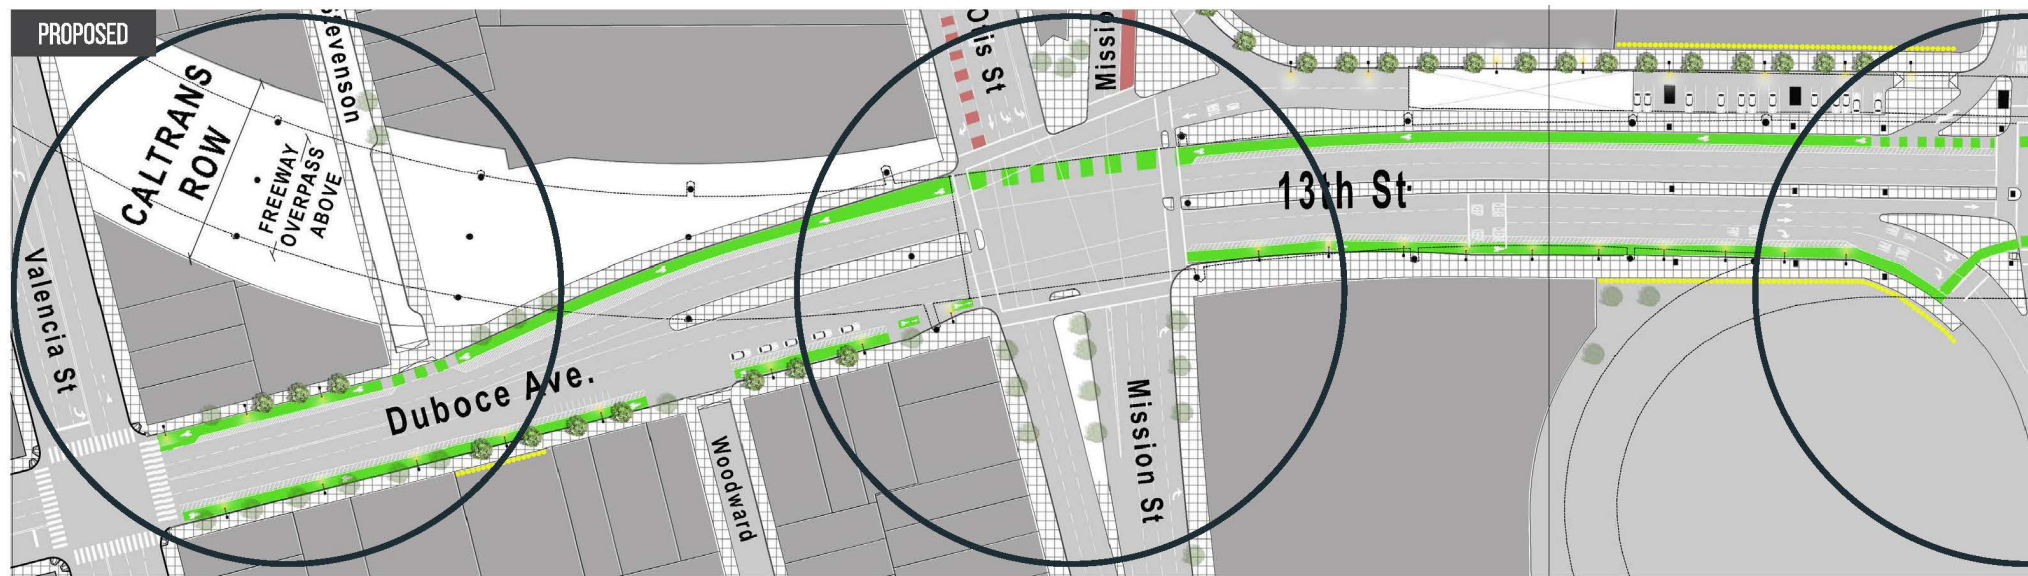 PROPOSED
CALTRANS
ROW
FREEWAY
OVERPASS
ABOVE
Stevenson
Otis St
Missio
Valencia St
Duboce Ave.
Woodward
Mission St
13th St.